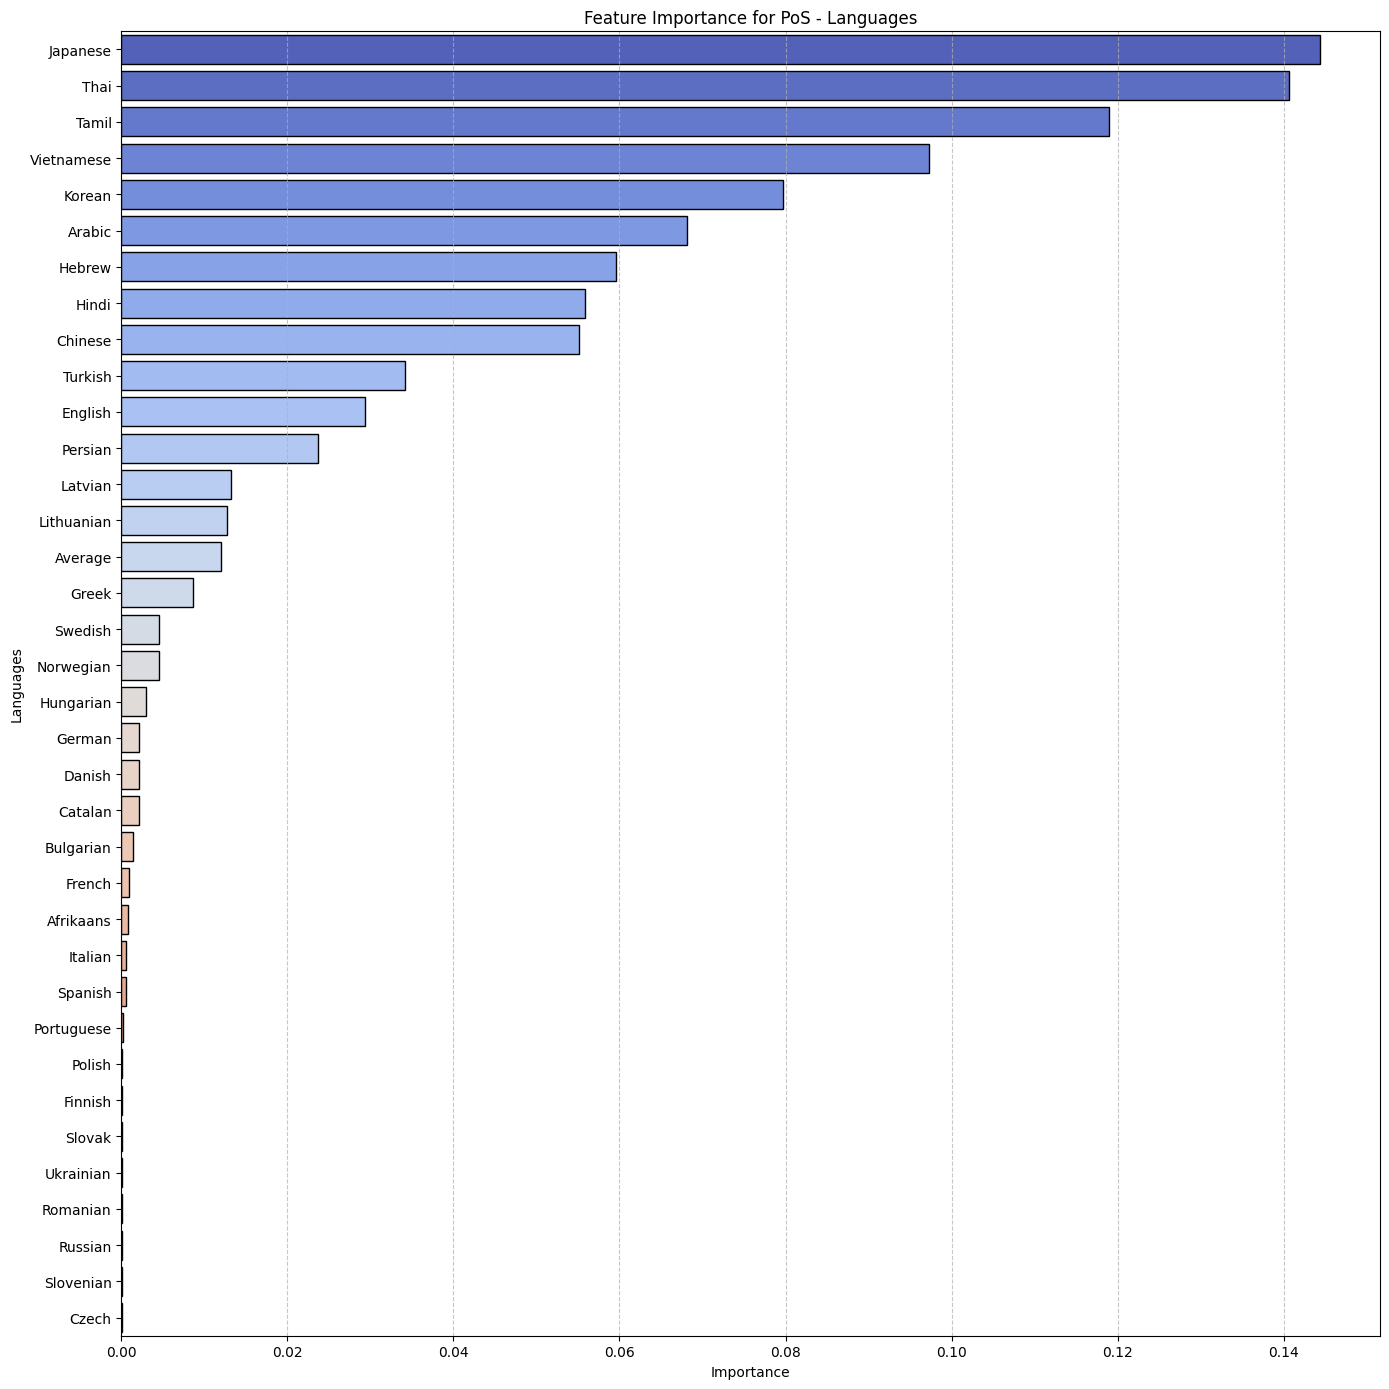 Feature Importance for PoS - Languages
Japanese
Thai
Tamil
Vietnamese
Korean
Arabic
Hebrew
Hindi
Chinese
Turkish
English
Persian
Latvian
Lithuanian
Average
Greek
Swedish
Norwegian
Hungarian
German
Danish
Catalan
Bulgarian
French
Afrikaans
Italian
Spanish
Portuguese
Polish
Finnish
Slovak
Ukrainian
Romanian
Russian
Slovenian
Czech
Languages
0.00 0.02 0.04 0.06 0.08 0.10 0.12 0.14
Importance